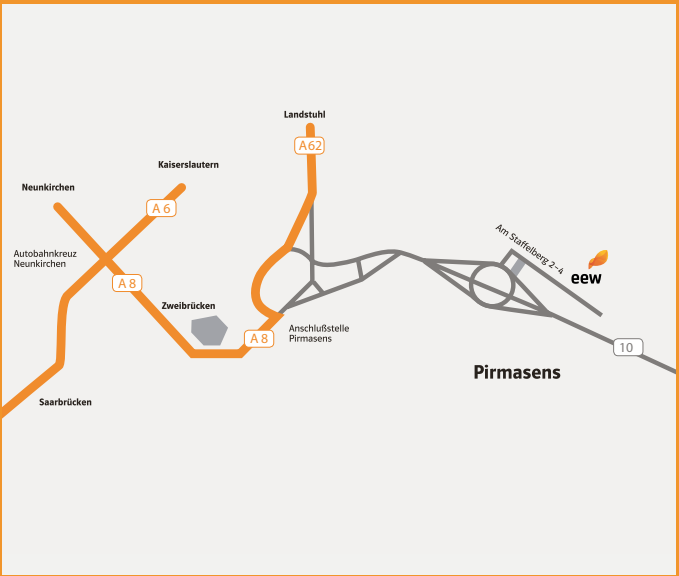 Landstuhl
A62
Kaiserslautern
Neunkirchen
A 6
Am Staffelberg 2-4
Autobahnkreuz
Neunkirchen
eew
A 8
Zweibrücken
Anschlußstelle
Pirmasens
A 8
10
Pirmasens
Saarbrücken